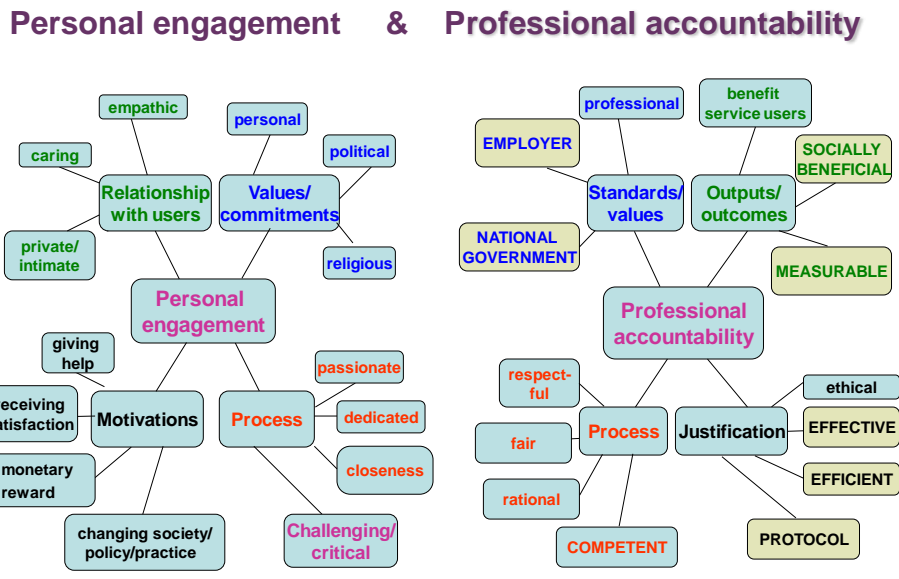 Personal engagement & Professional accountability
empathic
personal
caring
political
Relationship
with users
Values/
commitments
private/
intimate
religious
Personal
engagement
giving
help
passionate
satisfaction
Motivations
Process
dedicated
monetary
reward
closeness
changing society/
policy/practice
Challenging/
critical
professional
benefit
service users
EMPLOYER
SOCIALLY
BENEFICIAL
Standards/
values
Outputs/
outcomes
NATIONAL
GOVERNMENT
MEASURABLE
Professional
accountability
respect-
ful
ethical
fair
Process
Justification
EFFECTIVE
rational
EFFICIENT
COMPETENT
PROTOCOL